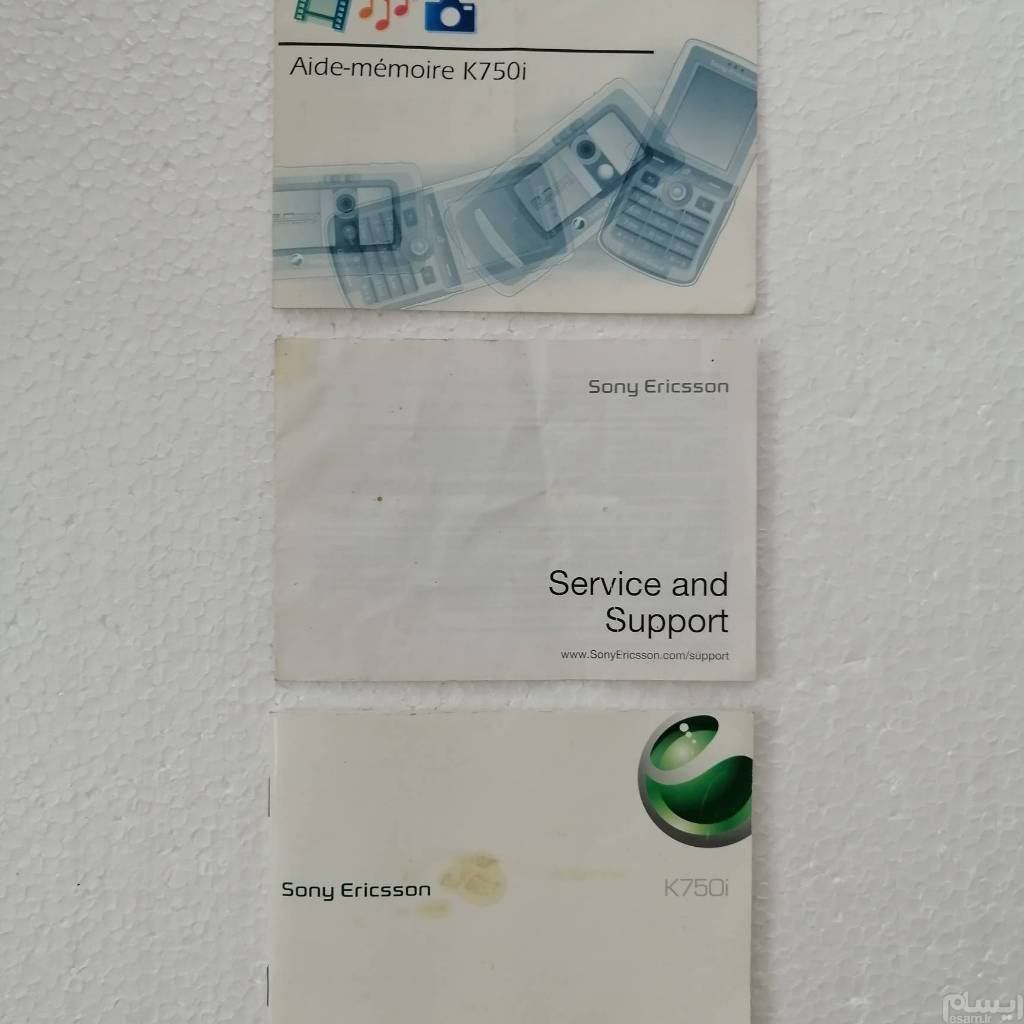 Aide-mémoire K750i
Sony Ericsson
Service and
Support
www.SonyEricsson.com/support
Sony Ericsson
K750i
ایسام
esam.ir